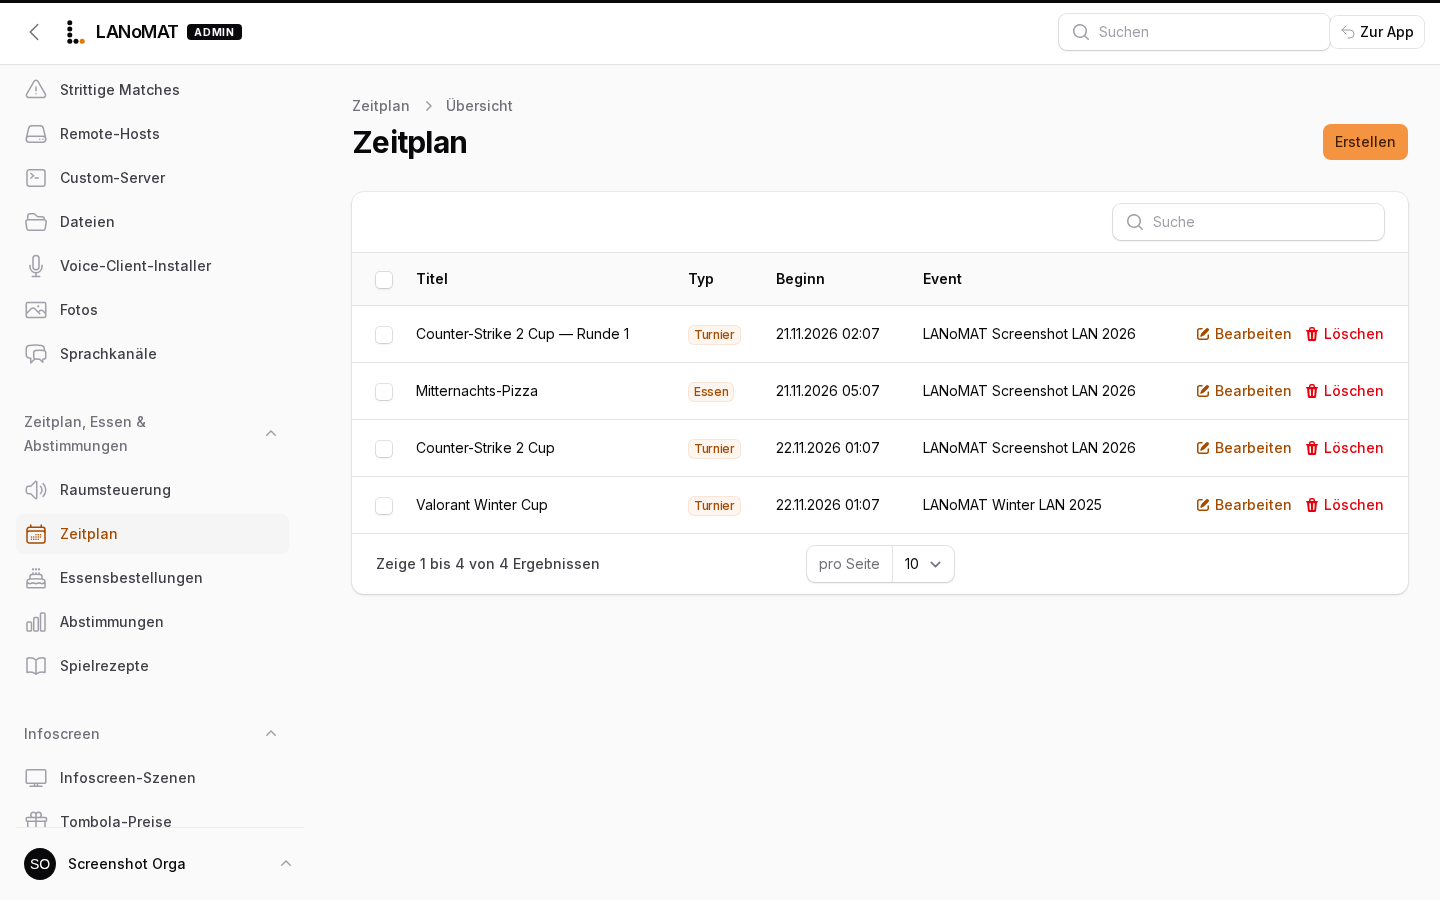 LANoMAT ADMIN
Suchen
Zur App
Strittige Matches
Remote-Hosts
Custom-Server
Dateien
Voice-Client-Installer
Fotos
Sprachkanäle
Zeitplan, Essen &
Abstimmungen
Raumsteuerung
Zeitplan
Essensbestellungen
Abstimmungen
Spielrezepte
Infoscreen
Infoscreen-Szenen
Tombola-Preise
SO Screenshot Orga
Zeitplan Übersicht
Zeitplan
Erstellen
Suche
Titel Typ Beginn Event
Counter-Strike 2 Cup — Runde 1 Turnier 21.11.2026 02:07 LANoMAT Screenshot LAN 2026 Bearbeiten Löschen
Mitternachts-Pizza Essen 21.11.2026 05:07 LANoMAT Screenshot LAN 2026 Bearbeiten Löschen
Counter-Strike 2 Cup Turnier 22.11.2026 01:07 LANoMAT Screenshot LAN 2026 Bearbeiten Löschen
Valorant Winter Cup Turnier 22.11.2026 01:07 LANoMAT Winter LAN 2025 Bearbeiten Löschen
Zeige 1 bis 4 von 4 Ergebnissen pro Seite 10